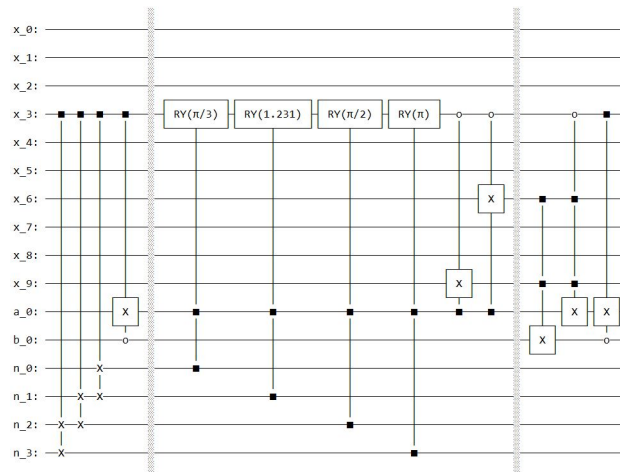 x_0:
x_1:
x_2:
x_3: RY(π/3) RY(1.231) RY(π/2) RY(π) o o o
x_4:
x_5:
x_6: X
x_7:
x_8:
x_9: X
a_0: X X X
b_0: o X o
n_0: x
n_1: x x
n_2: x x
n_3: x